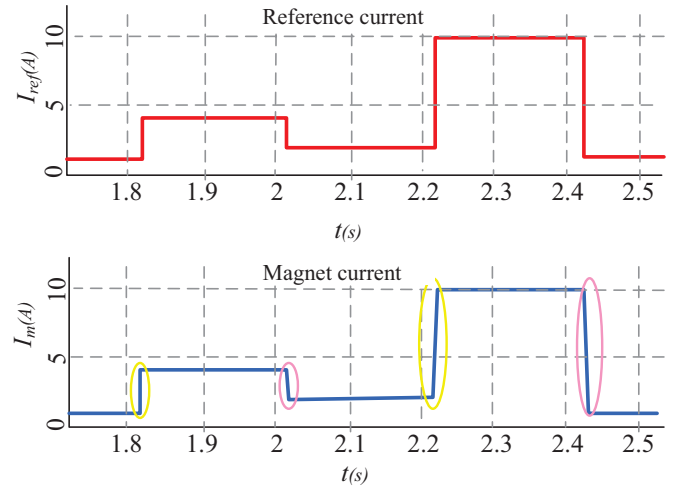 Reference current
I_ref(A)
10
5
0
1.8 1.9 2 2.1 2.2 2.3 2.4 2.5
t(s)
Magnet current
I_m(A)
10
5
0
1.8 1.9 2 2.1 2.2 2.3 2.4 2.5
t(s)